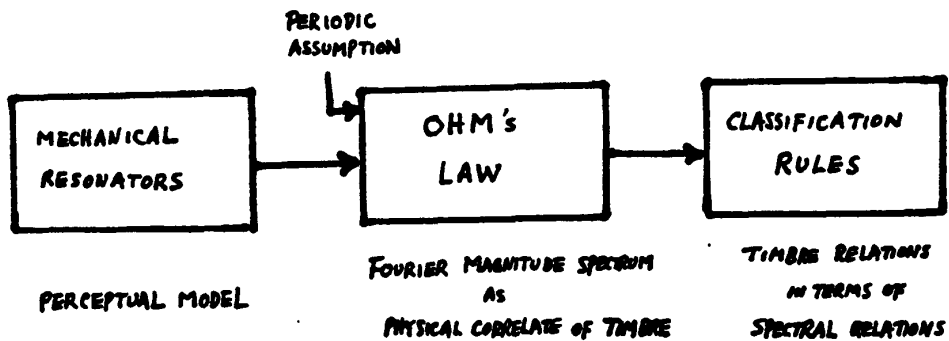 PERIODIC
ASSUMPTION
MECHANICAL
RESONATORS
OHM's
LAW
CLASSIFICATION
RULES
PERCEPTUAL MODEL
FOURIER MAGNITUDE SPECTRUM
AS
PHYSICAL CORRELATE OF TIMBRE
TIMBRE RELATIONS
IN TERMS OF
SPECTRAL RELATIONS